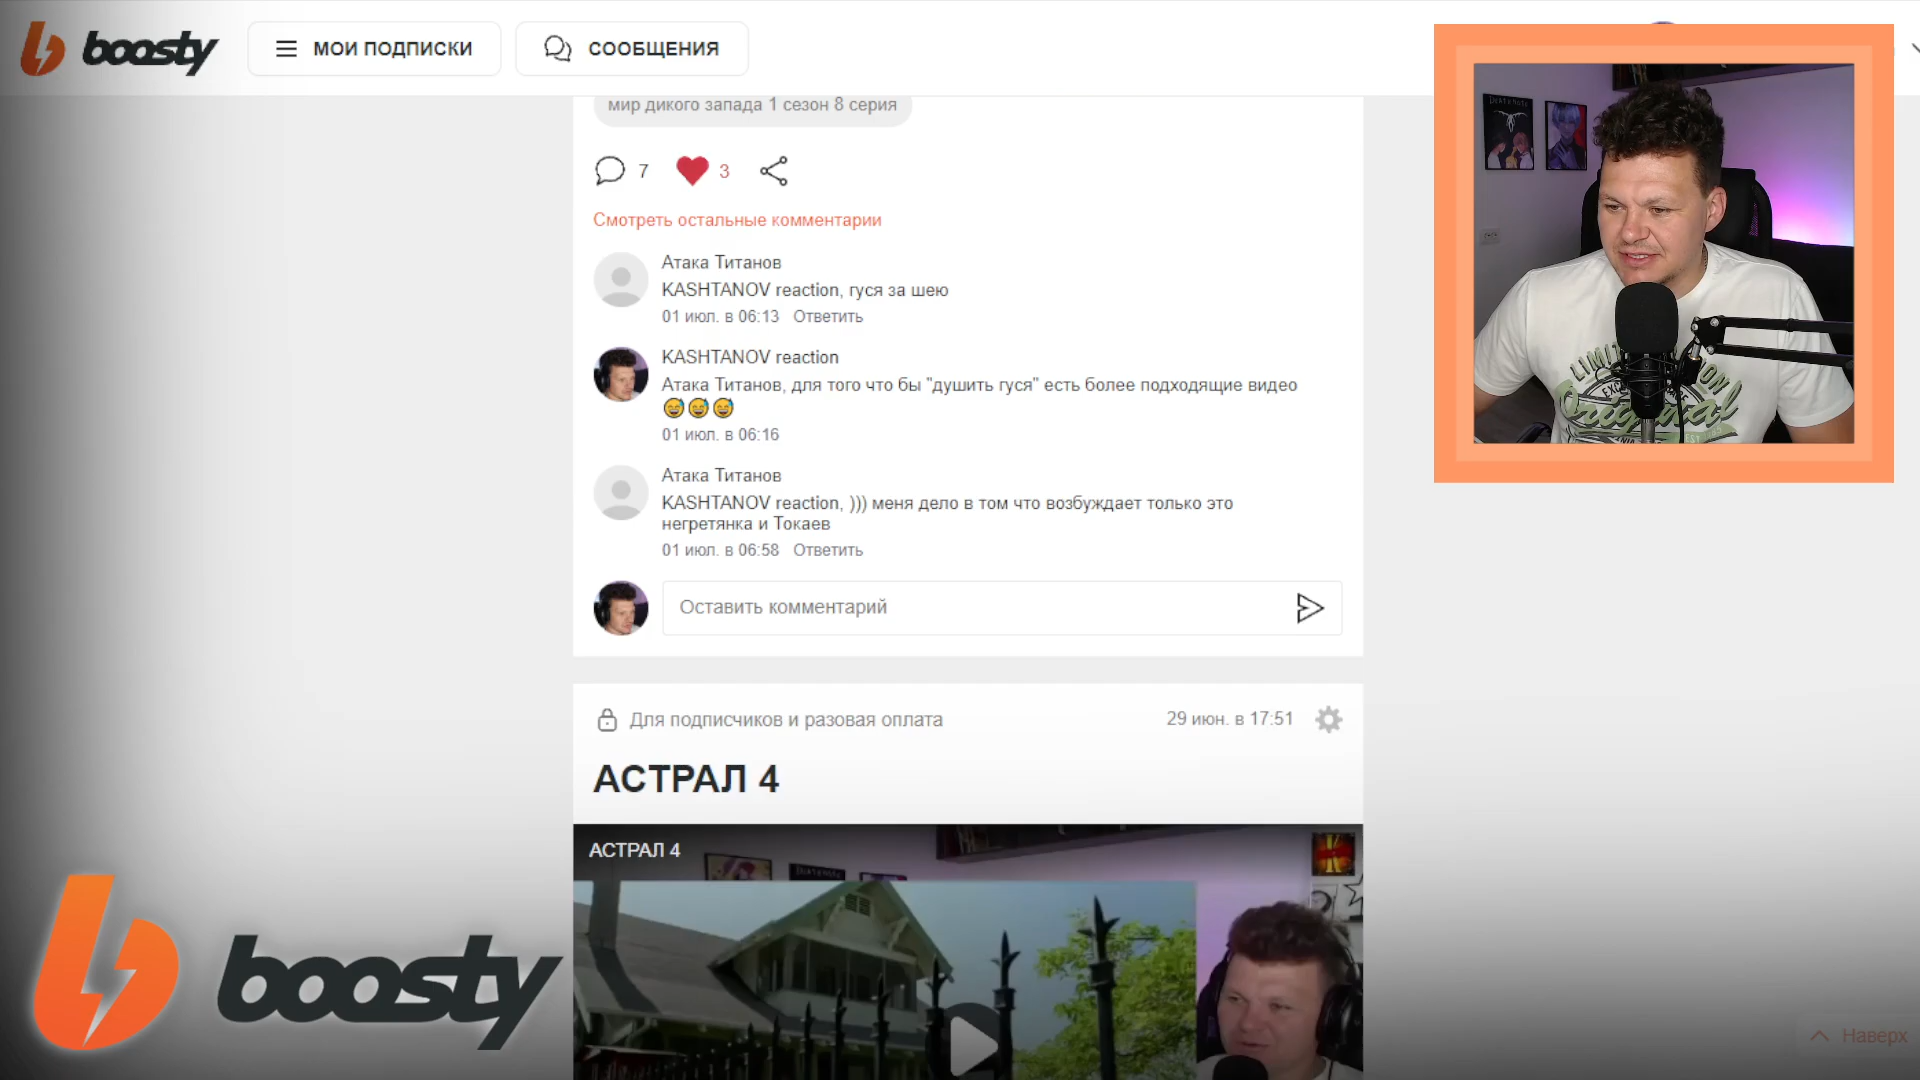 boosty
МОИ ПОДПИСКИ
СООБЩЕНИЯ
мир дикого запада 1 сезон 8 серия
7
3
Смотреть остальные комментарии
Атака Титанов
KASHTANOV reaction, гуся за шею
01 июл. в 06:13 Ответить
KASHTANOV reaction
Атака Титанов, для того что бы "душить гуся" есть более подходящие видео
😅😅😅
01 июл. в 06:16
Атака Титанов
KASHTANOV reaction, ))) меня дело в том что возбуждает только это
негретянка и Токаев
01 июл. в 06:58 Ответить
Оставить комментарий
Для подписчиков и разовая оплата
29 июн. в 17:51
АСТРАЛ 4
АСТРАЛ 4
boosty
Наверх
DEATH NOTE
Original